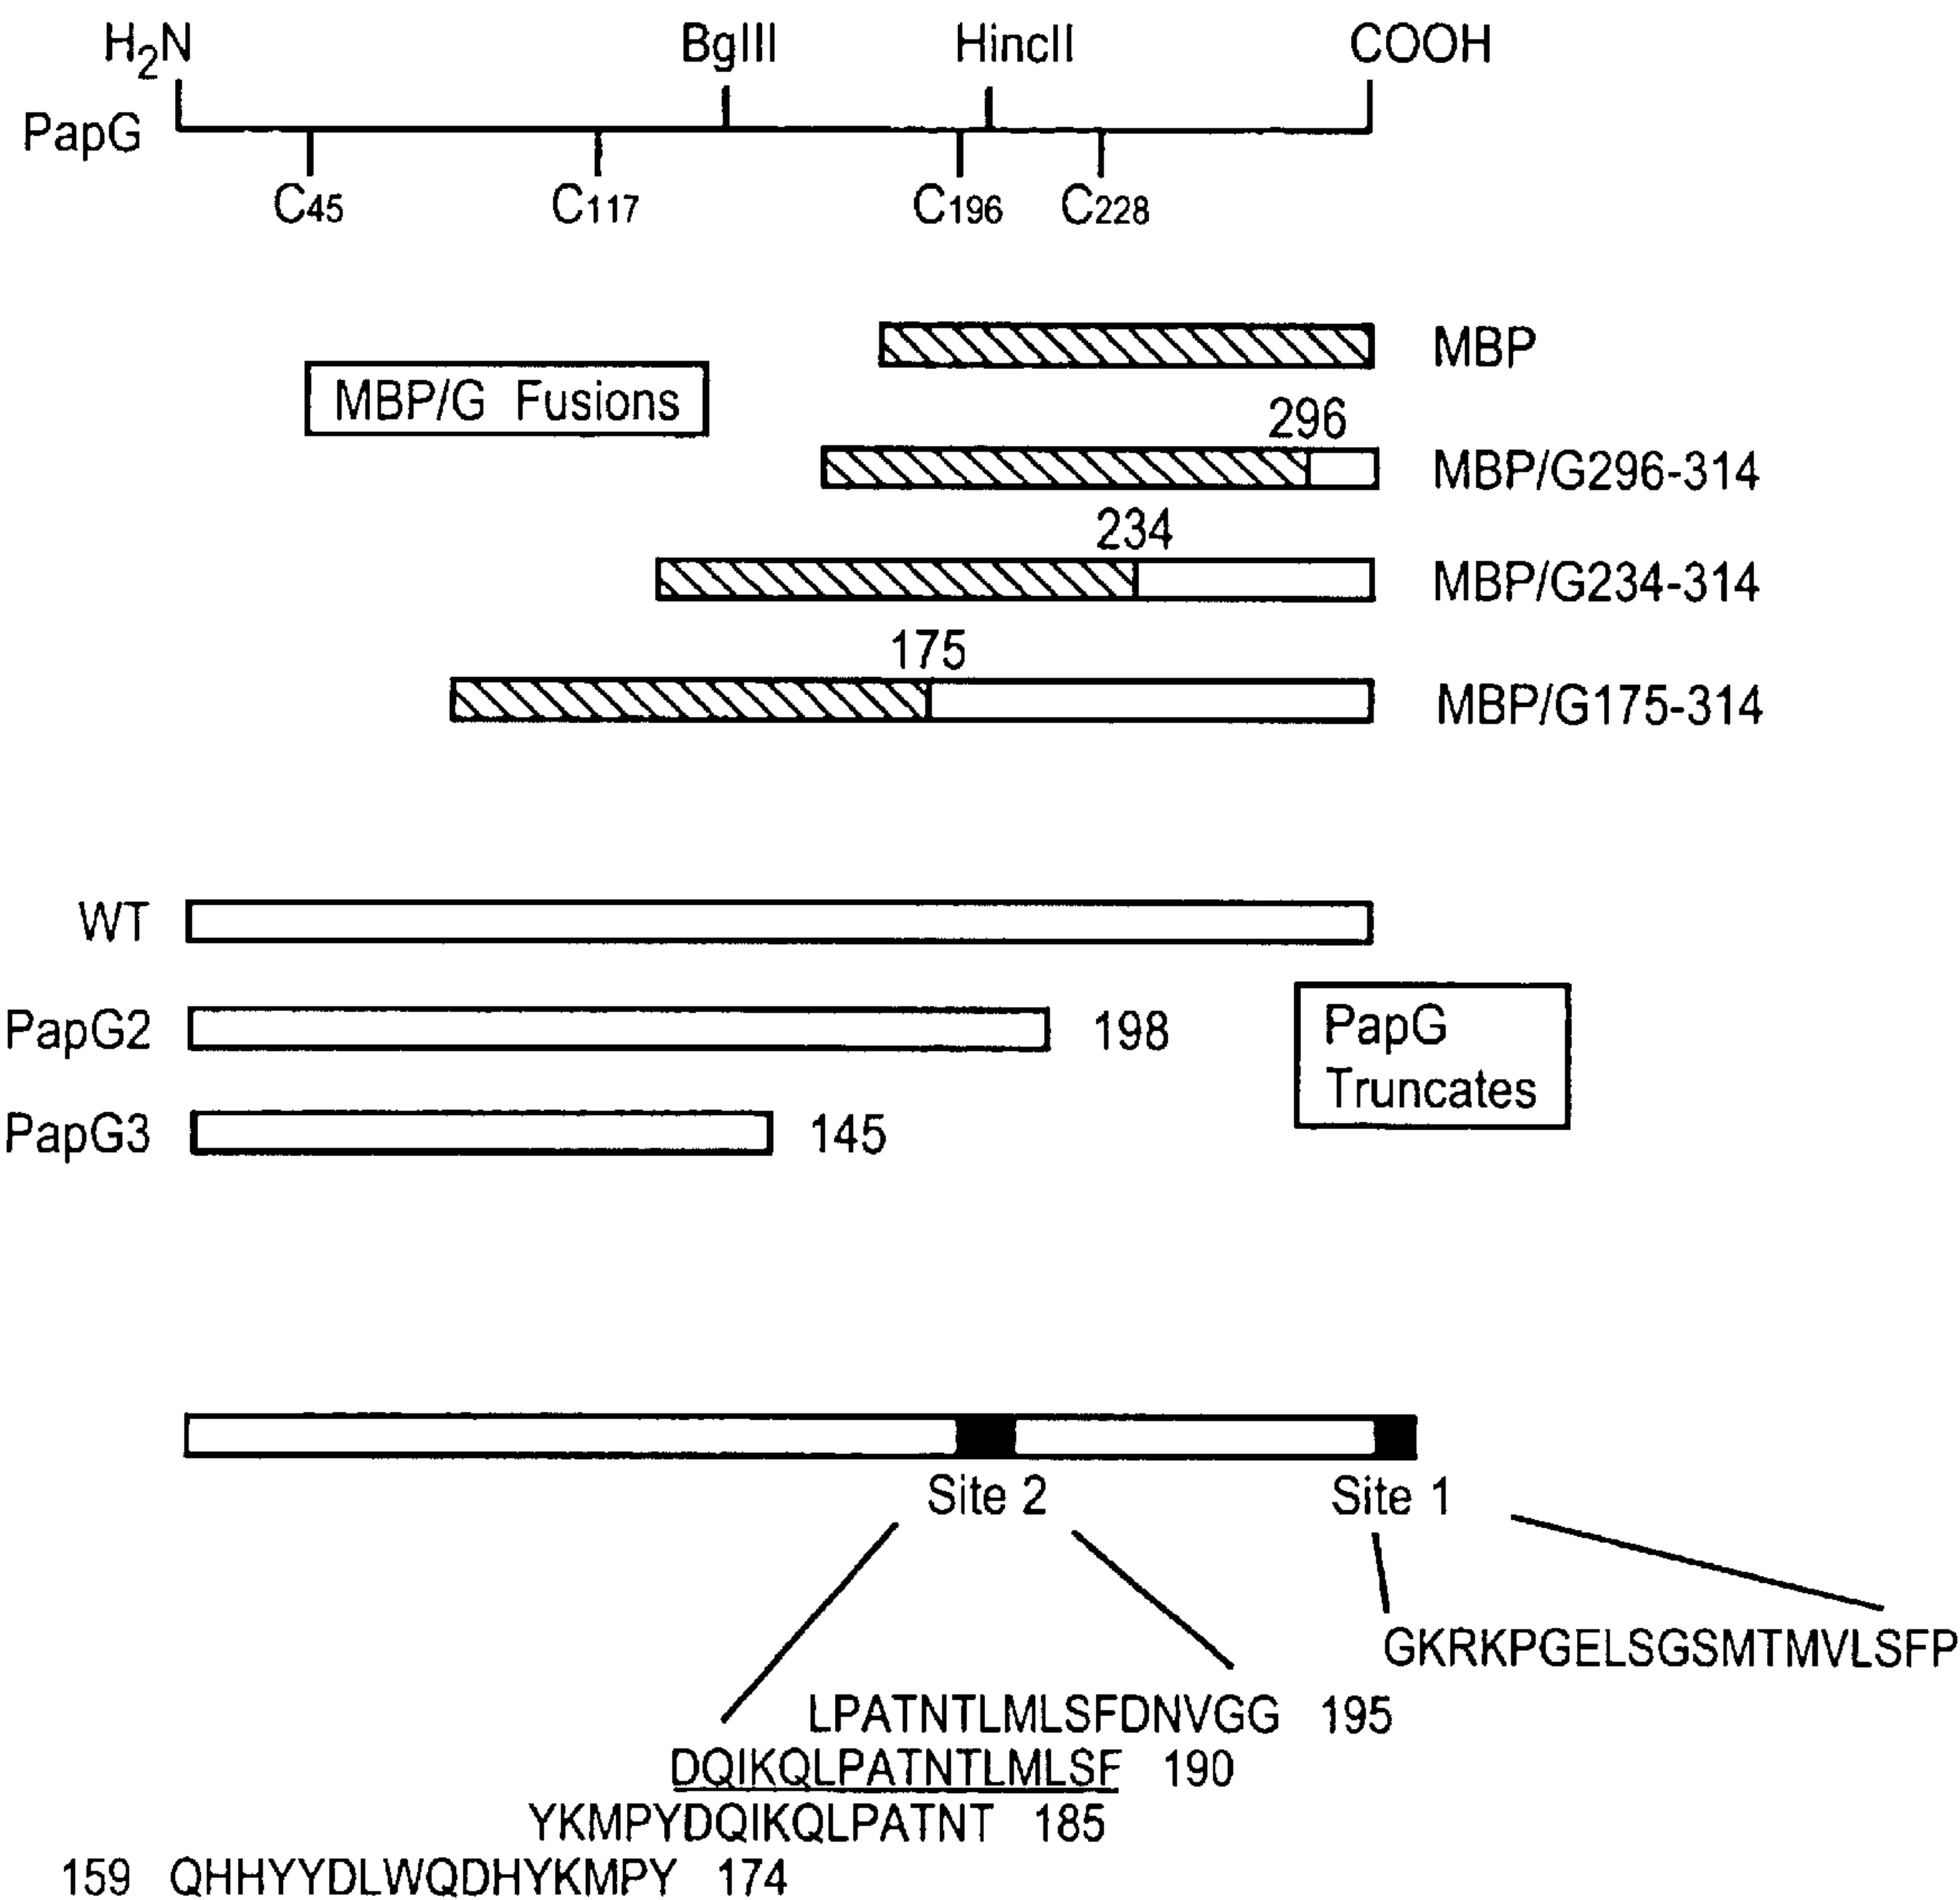 H2N BglII HincII COOH
PapG
C45 C117 C196 C228
MBP
MBP/G Fusions
296
MBP/G296-314
234
MBP/G234-314
175
MBP/G175-314
WT
PapG2 198
PapG
Truncates
PapG3 145
Site 2 Site 1
GKRKPGELSGSMTMVLSFP
LPATNTLMLSFDNVGG 195
DQIKQLPATNTLMLSF 190
YKMPYDQIKQLPATNT 185
159 QHHYYDLWQDHYKMPY 174